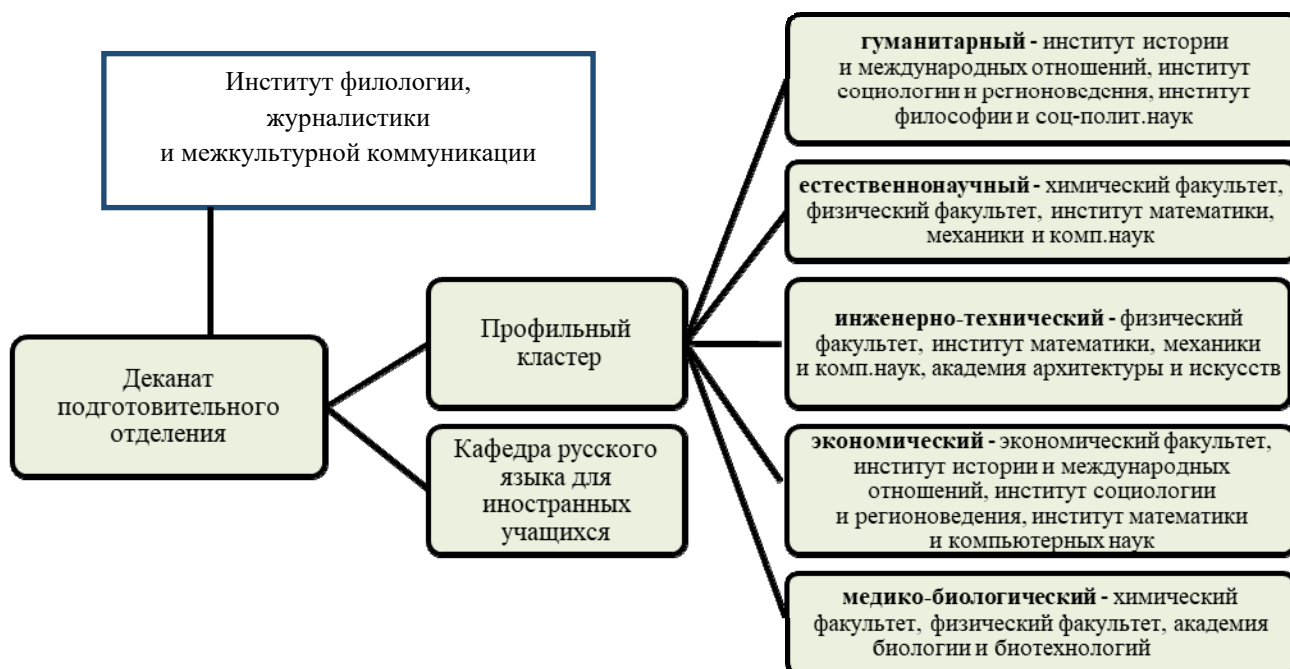 Институт филологии,
журналистики
и межкультурной коммуникации
Деканат
подготовительного
отделения
Профильный
кластер
Кафедра русского
языка для
иностранных
учащихся
гуманитарный - институт истории
и международных отношений, институт
социологии и регионоведения, институт
философии и соц-полит.наук
естественнонаучный - химический факультет,
физический факультет, институт математики,
механики и комп.наук
инженерно-технический - физический
факультет, институт математики, механики
и комп.наук, академия архитектуры и искусств
экономический - экономический факультет,
институт истории и международных
отношений, институт социологии
и регионоведения, институт математики
и компьютерных наук
медико-биологический - химический
факультет, физический факультет, академия
биологии и биотехнологий